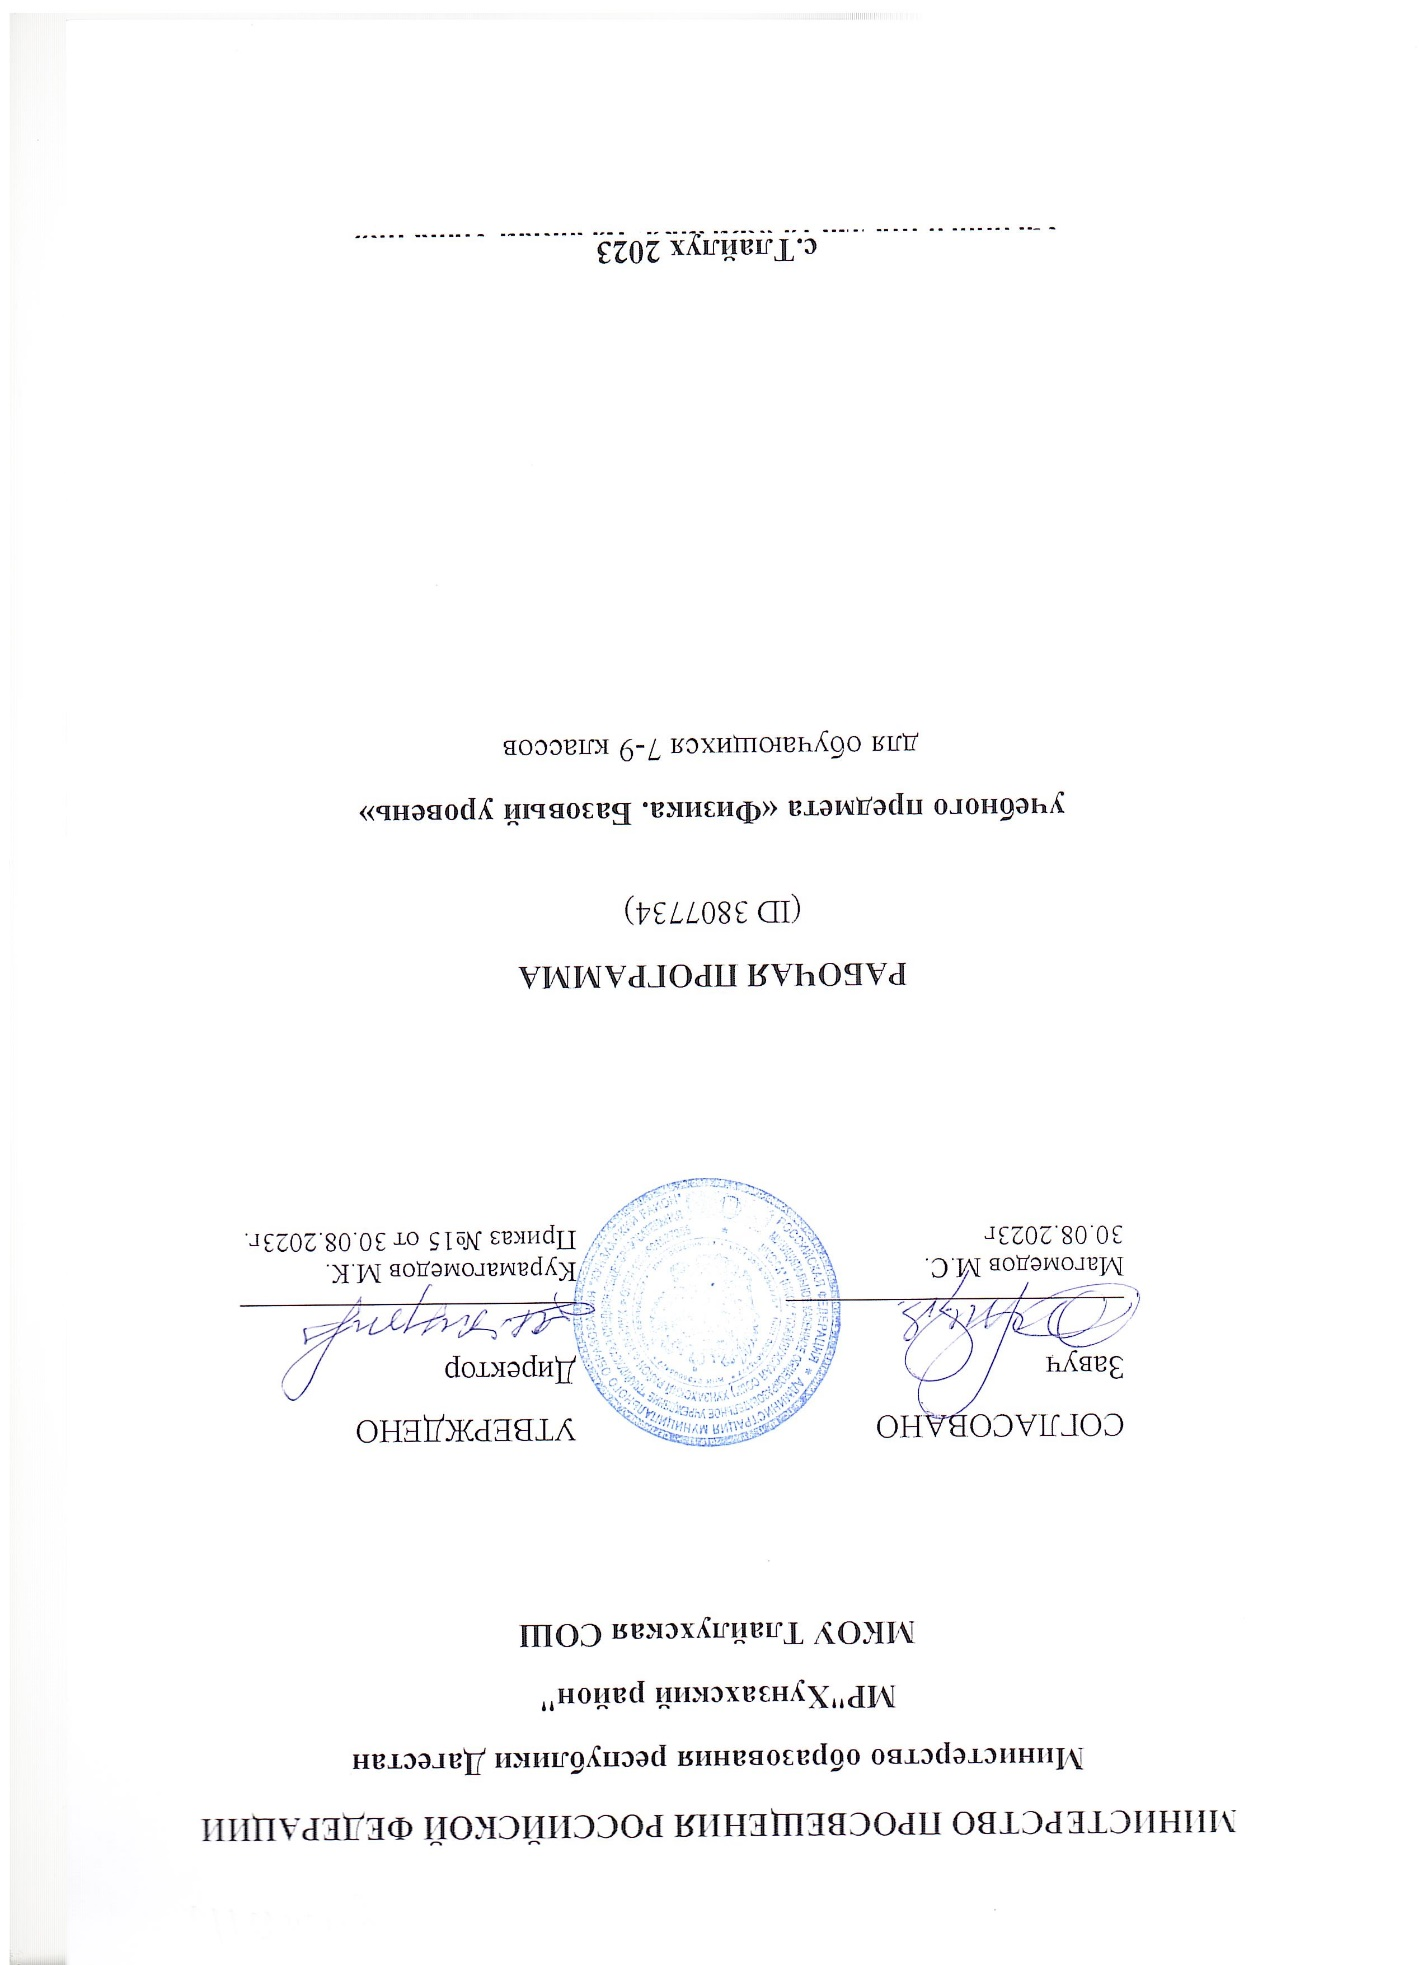 МИНИСТЕРСТВО ПРОСВЕЩЕНИЯ РОССИЙСКОЙ ФЕДЕРАЦИИ
Министерство образования республики Дагестан
МР"Хунзахский район"
МКОУ Тлайлухская СОШ
СОГЛАСОВАНО
Завуч
Магомедов М.С.
30.08.2023г
УТВЕРЖДЕНО
Директор
Курамагомедов М.К.
Приказ №15 от 30.08.2023г.
РАБОЧАЯ ПРОГРАММА
(ID 3807734)
учебного предмета «Физика. Базовый уровень»
для обучающихся 7-9 классов
с.Тлайлух 2023